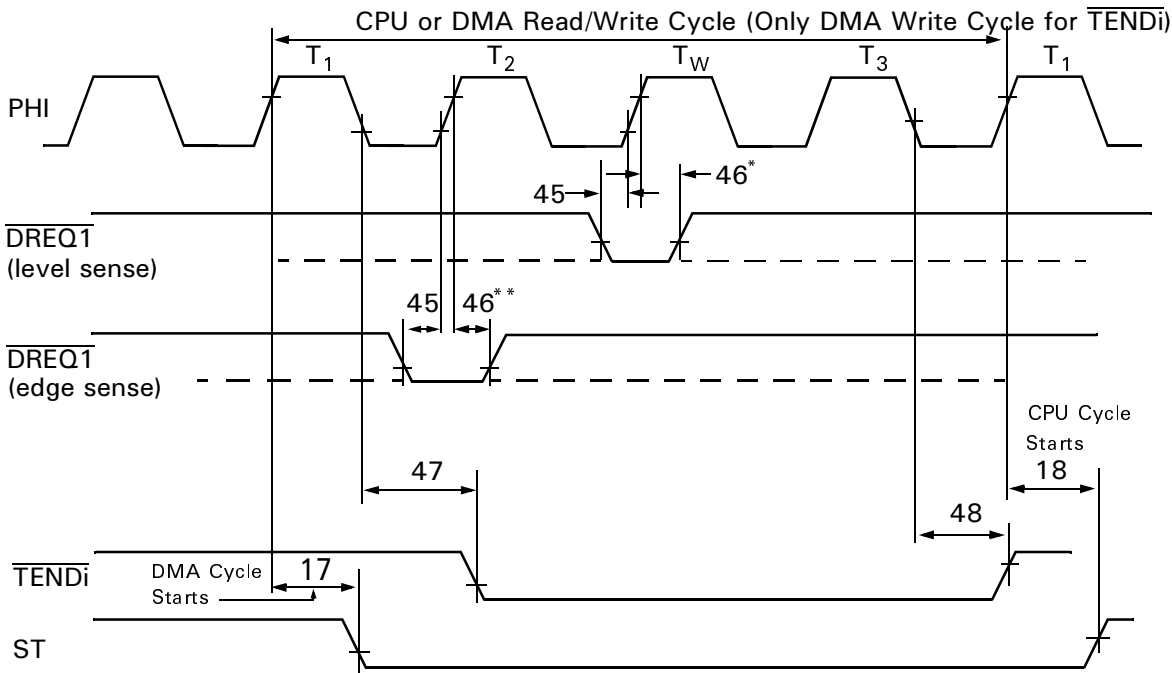 CPU or DMA Read/Write Cycle (Only DMA Write Cycle for TENDi)
T1 T2 TW T3 T1
PHI
45 46*
DREQ1
(level sense)
45 46**
DREQ1
(edge sense)
CPU Cycle
Starts
47 18
48
TENDi
DMA Cycle
Starts
17
ST